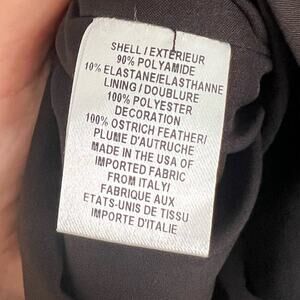 SHELL / EXTERIEUR
90% POLYAMIDE
10% ELASTANE/ELASTHANNE
LINING / DOUBLURE
100% POLYESTER
DECORATION
100% OSTRICH FEATHER/
PLUME D'AUTRUCHE
MADE IN THE USA OF
IMPORTED FABRIC
FROM ITALY/
FABRIQUE AUX
ETATS-UNIS DE TISSU
IMPORTE D'ITALIE